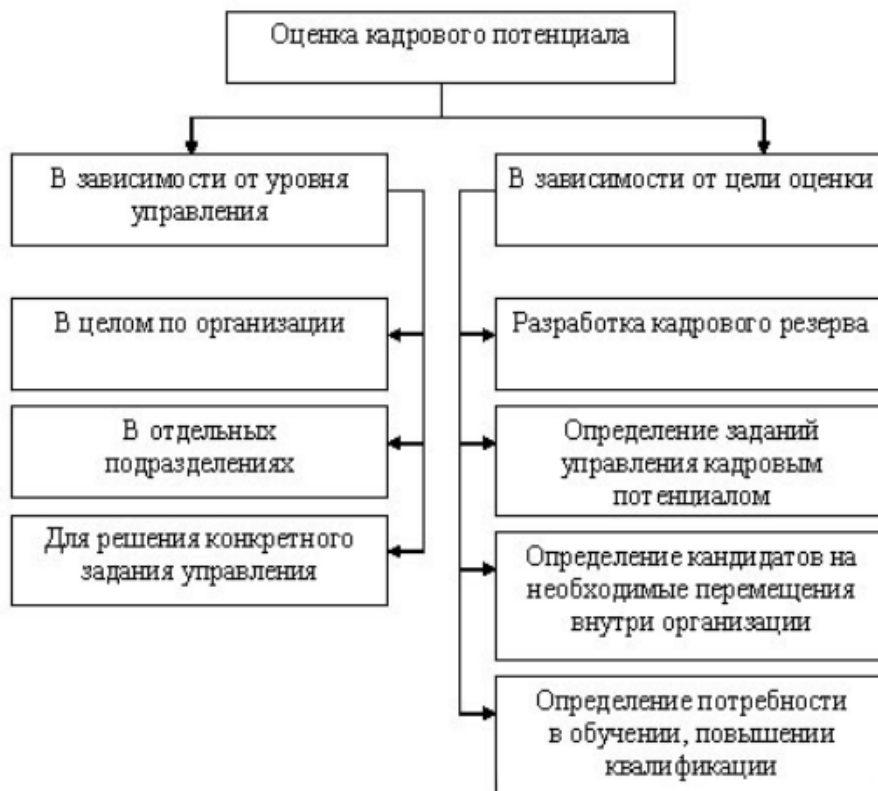 Оценка кадрового потенциала
В зависимости от уровня
управления
В зависимости от цели оценки
В целом по организации
В отдельных
подразделениях
Для решения конкретного
задания управления
Разработка кадрового резерва
Определение заданий
управления кадровым
потенциалом
Определение кандидатов на
необходимые перемещения
внутри организации
Определение потребности
в обучении, повышении
квалификации